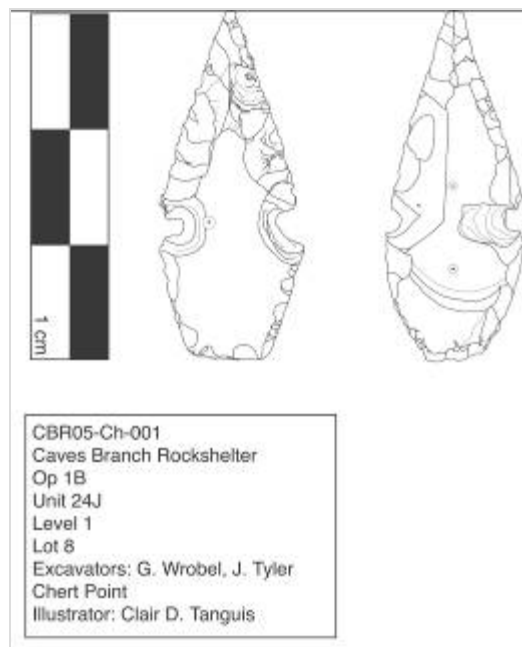 1 cm
CBR05-Ch-001
Caves Branch Rockshelter
Op 1B
Unit 24J
Level 1
Lot 8
Excavators: G. Wrobel, J. Tyler
Chert Point
Illustrator: Clair D. Tanguis